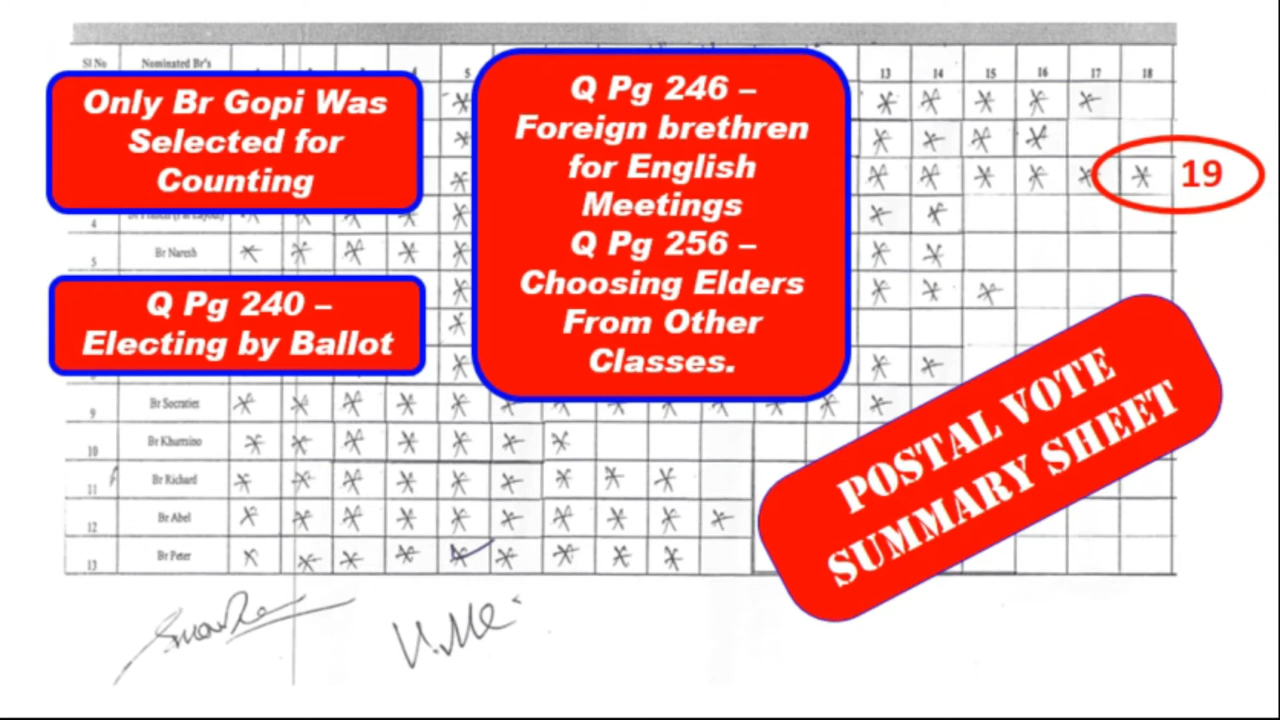 Sl No Nominated Br's 5 13 14 15 16 17 18
Only Br Gopi Was
Selected for
Counting
Q Pg 246 –
Foreign brethren
for English
Meetings
Q Pg 256 –
Choosing Elders
From Other
Classes.
19
4
5 Br Naresh
Q Pg 240 –
Electing by Ballot
9 Br Socraties
10
11 Br Richard
12 Br Abel
13 Br Peter
POSTAL VOTE
SUMMARY SHEET